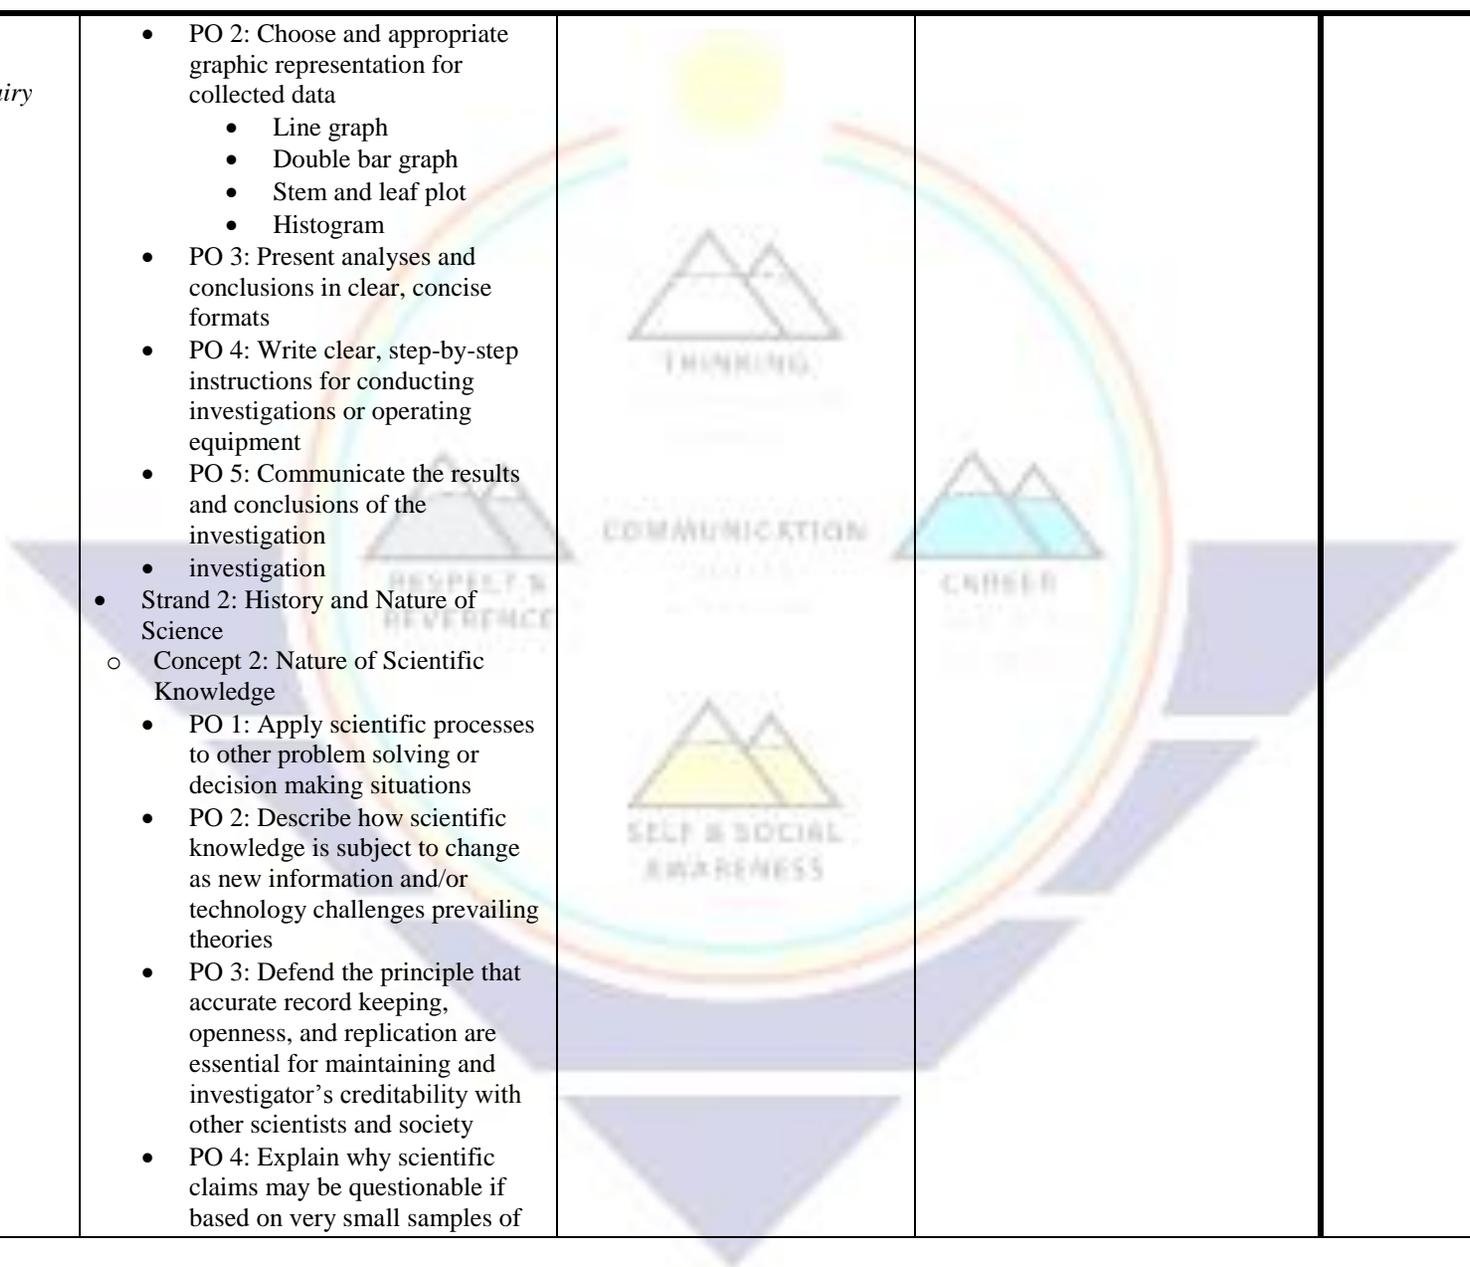 iry
• PO 2: Choose and appropriate
graphic representation for
collected data
• Line graph
• Double bar graph
• Stem and leaf plot
• Histogram
• PO 3: Present analyses and
conclusions in clear, concise
formats
• PO 4: Write clear, step-by-step
instructions for conducting
investigations or operating
equipment
• PO 5: Communicate the results
and conclusions of the
investigation
• investigation
• Strand 2: History and Nature of
Science
o Concept 2: Nature of Scientific
Knowledge
• PO 1: Apply scientific processes
to other problem solving or
decision making situations
• PO 2: Describe how scientific
knowledge is subject to change
as new information and/or
technology challenges prevailing
theories
• PO 3: Defend the principle that
accurate record keeping,
openness, and replication are
essential for maintaining and
investigator’s creditability with
other scientists and society
• PO 4: Explain why scientific
claims may be questionable if
based on very small samples of
THINKING
RESPECT &
REVERENCE
COMMUNICATION
CAREER
SELF & SOCIAL
AWARENESS